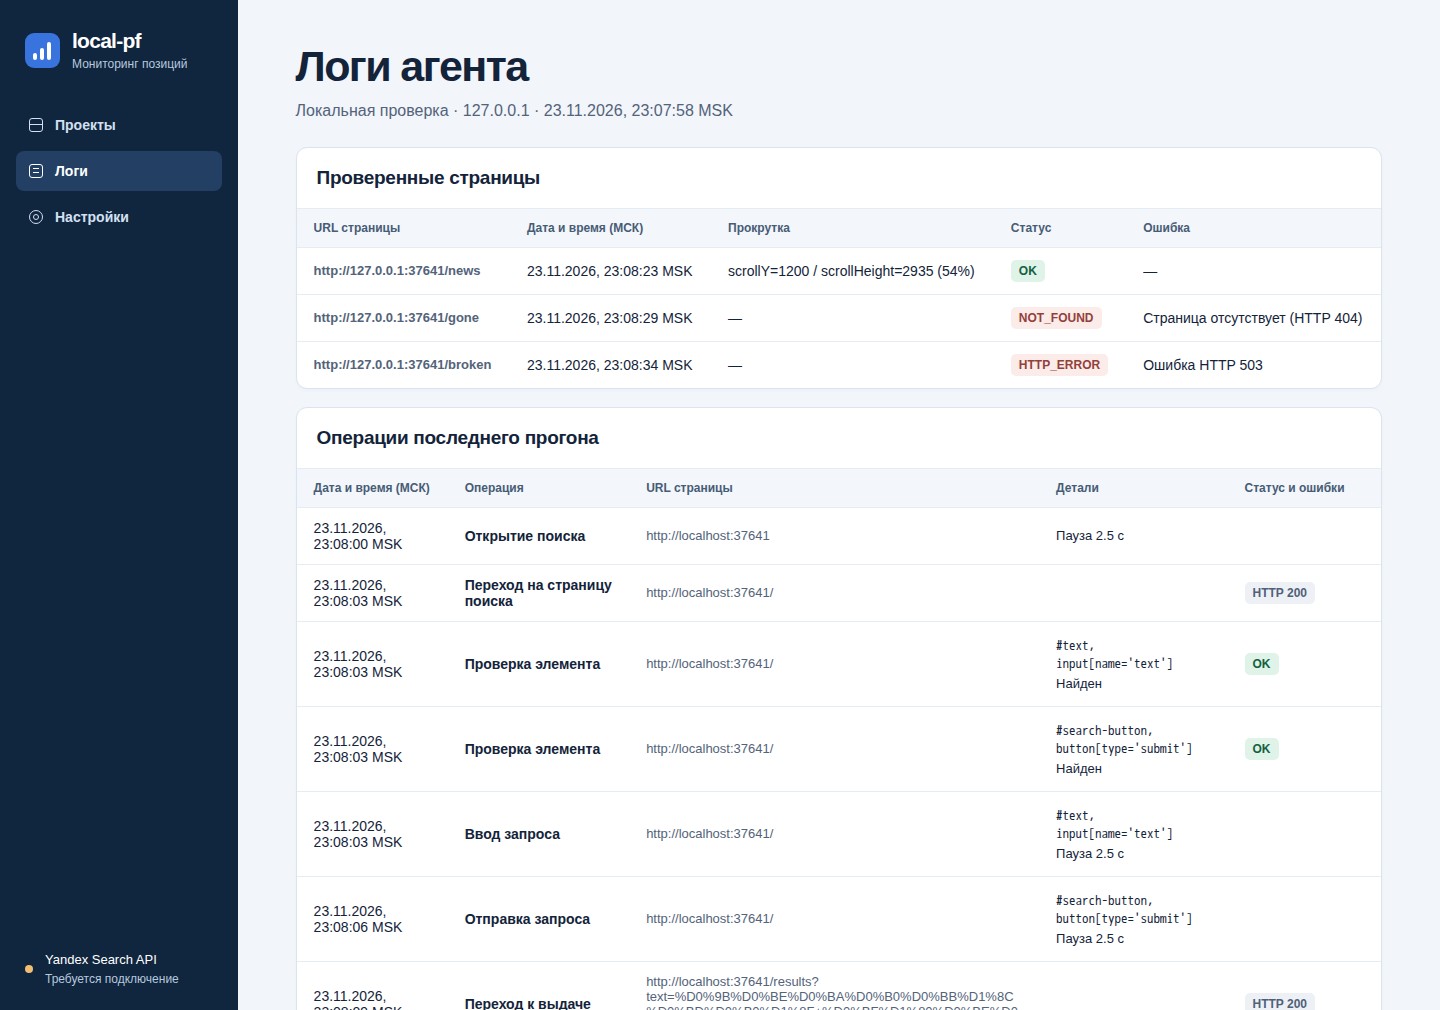 local-pf
Мониторинг позиций
Проекты
Логи
Настройки
Yandex Search API
Требуется подключение
Логи агента
Локальная проверка · 127.0.0.1 · 23.11.2026, 23:07:58 MSK
Проверенные страницы
URL страницы Дата и время (МСК) Прокрутка Статус Ошибка
http://127.0.0.1:37641/news 23.11.2026, 23:08:23 MSK scrollY=1200 / scrollHeight=2935 (54%) OK —
http://127.0.0.1:37641/gone 23.11.2026, 23:08:29 MSK — NOT_FOUND Страница отсутствует (HTTP 404)
http://127.0.0.1:37641/broken 23.11.2026, 23:08:34 MSK — HTTP_ERROR Ошибка HTTP 503
Операции последнего прогона
Дата и время (МСК) Операция URL страницы Детали Статус и ошибки
23.11.2026,
23:08:00 MSK
Открытие поиска
http://localhost:37641
Пауза 2.5 с
23.11.2026,
23:08:03 MSK
Переход на страницу
поиска
http://localhost:37641/
HTTP 200
23.11.2026,
23:08:03 MSK
Проверка элемента
http://localhost:37641/
#text,
input[name='text']
Найден
OK
23.11.2026,
23:08:03 MSK
Проверка элемента
http://localhost:37641/
#search-button,
button[type='submit']
Найден
OK
23.11.2026,
23:08:03 MSK
Ввод запроса
http://localhost:37641/
#text,
input[name='text']
Пауза 2.5 с
23.11.2026,
23:08:06 MSK
Отправка запроса
http://localhost:37641/
#search-button,
button[type='submit']
Пауза 2.5 с
23.11.2026,
Переход к выдаче
http://localhost:37641/results?
text=%D0%9B%D0%BE%D0%BA%D0%B0%D0%BB%D1%8C
HTTP 200